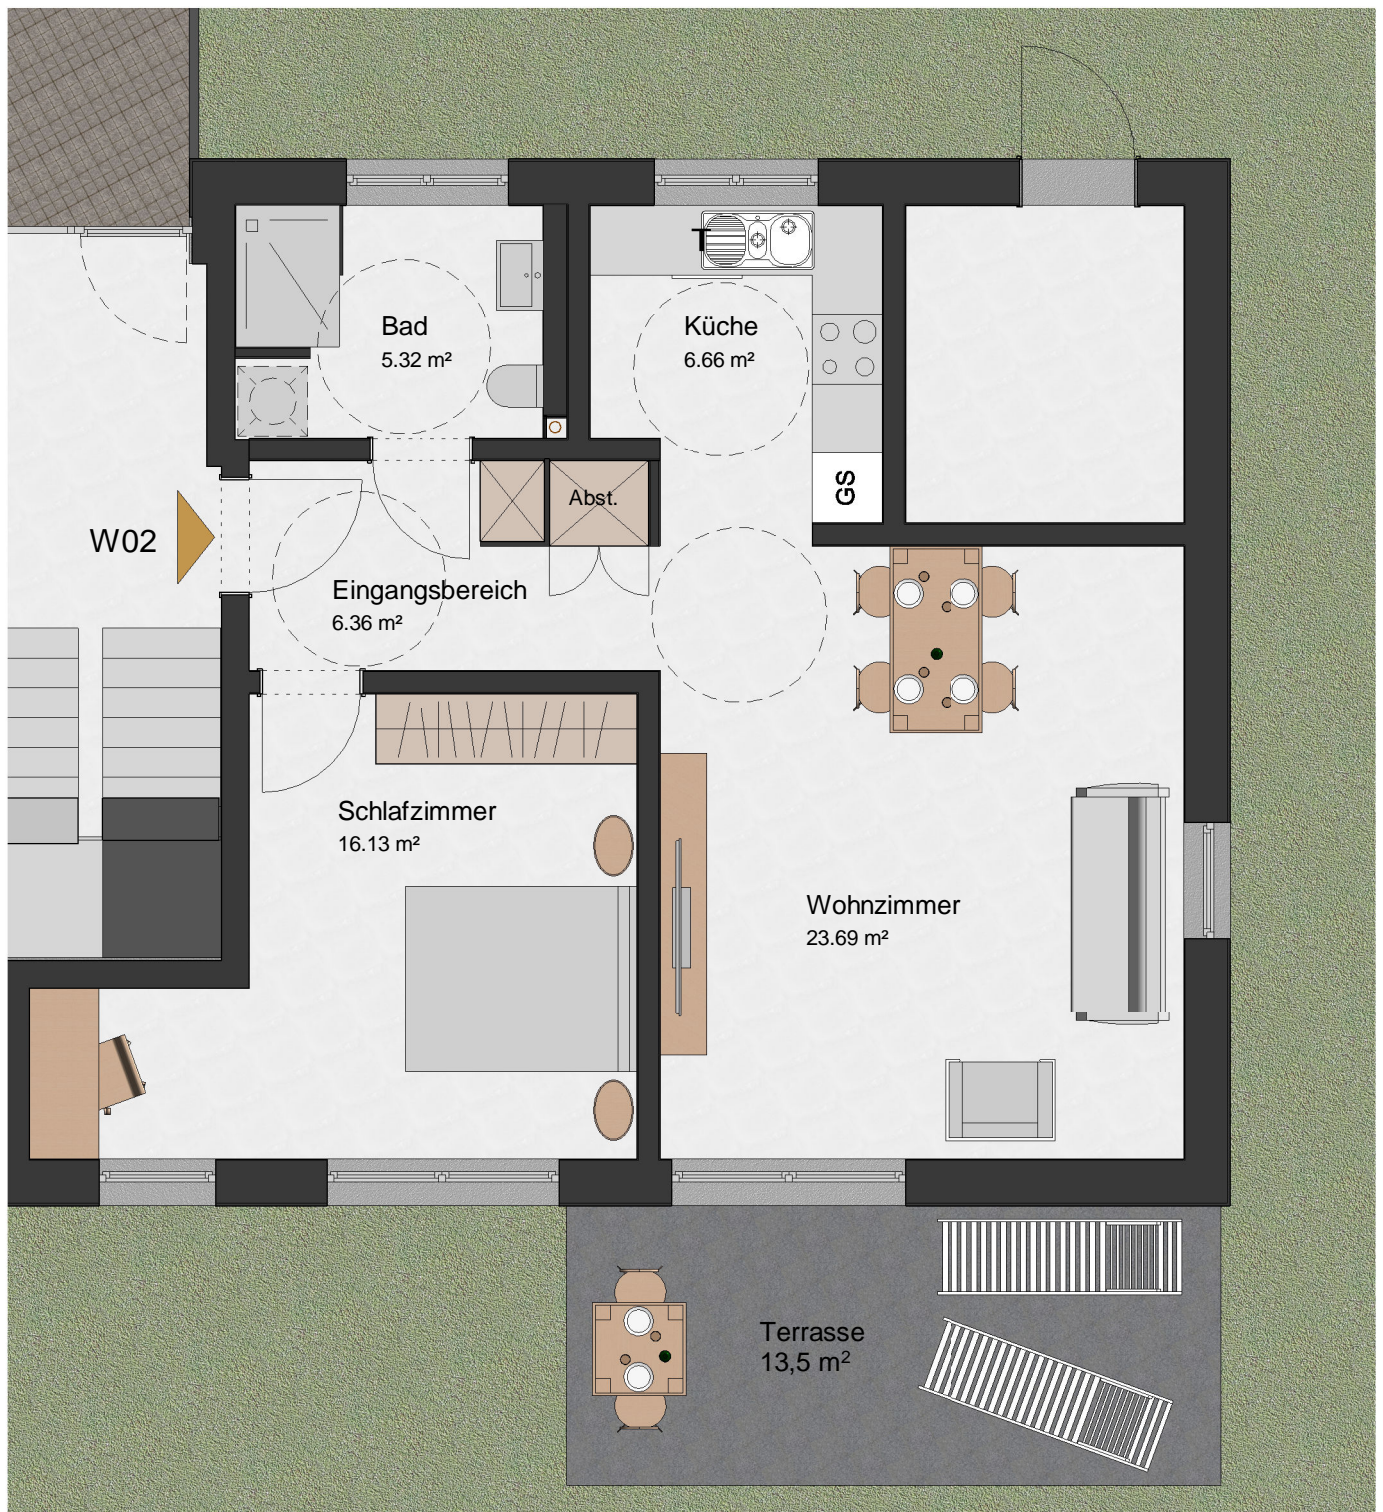 Bad
5.32 m²
Küche
6.66 m²
T
GS
Abst.
W02
Eingangsbereich
6.36 m²
Schlafzimmer
16.13 m²
Wohnzimmer
23.69 m²
Terrasse
13,5 m²